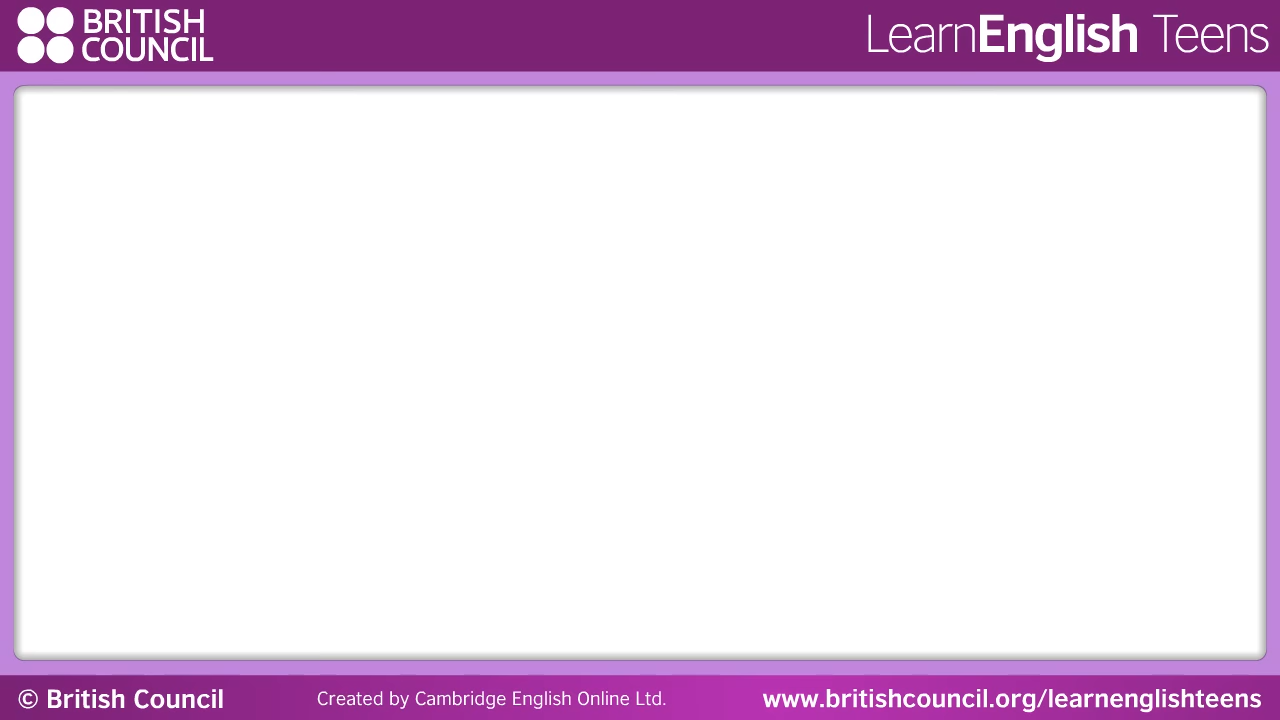 BRITISH
COUNCIL
LearnEnglish Teens
© British Council
Created by Cambridge English Online Ltd.
www.britishcouncil.org/learnenglishteens